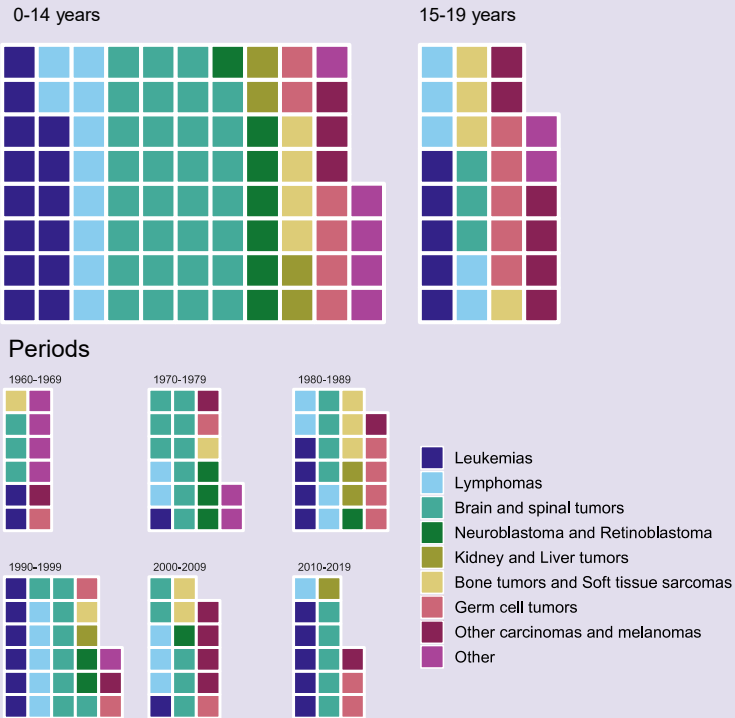 0-14 years
15-19 years
Periods
1960-1969
1970-1979
1980-1989
1990-1999
2000-2009
2010-2019
Leukemias
Lymphomas
Brain and spinal tumors
Neuroblastoma and Retinoblastoma
Kidney and Liver tumors
Bone tumors and Soft tissue sarcomas
Germ cell tumors
Other carcinomas and melanomas
Other